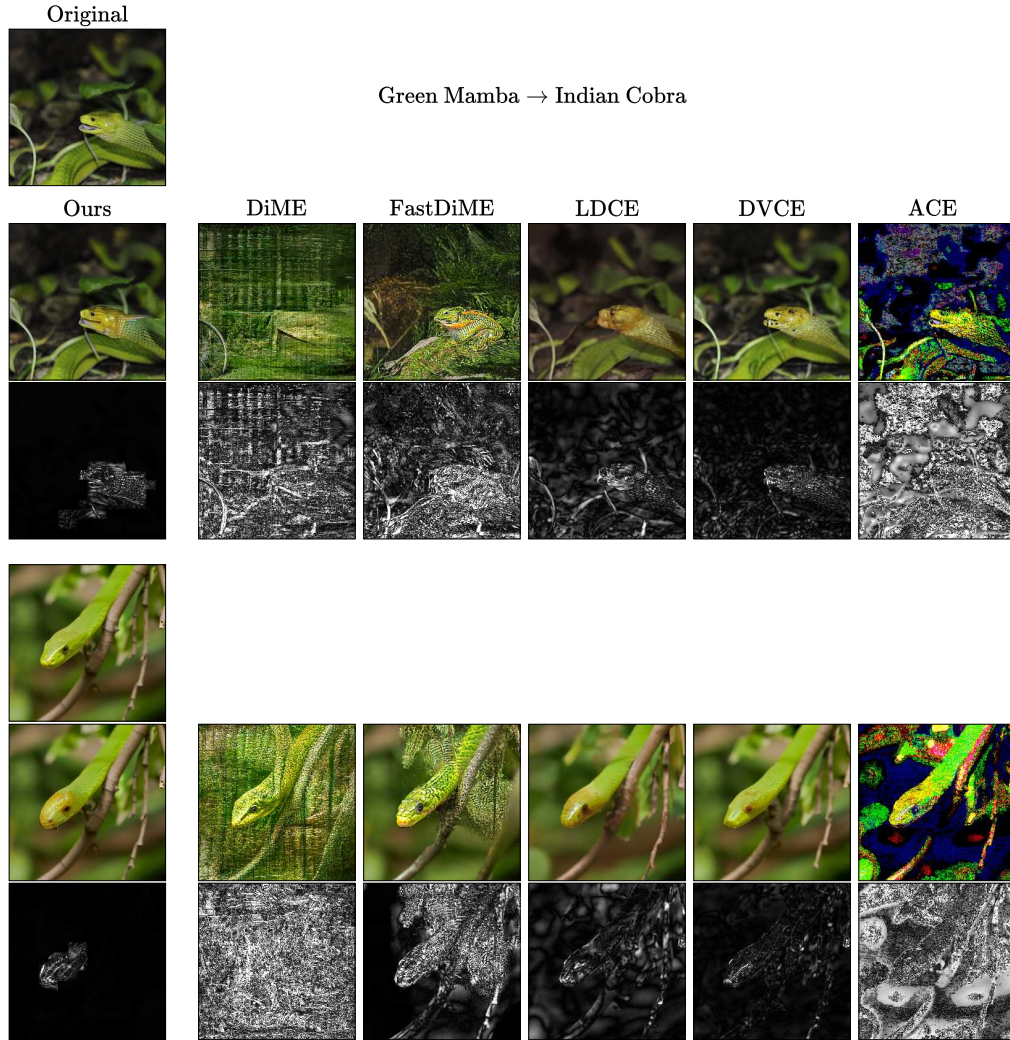 Original
Green Mamba → Indian Cobra
Ours DiME FastDiME LDCE DVCE ACE